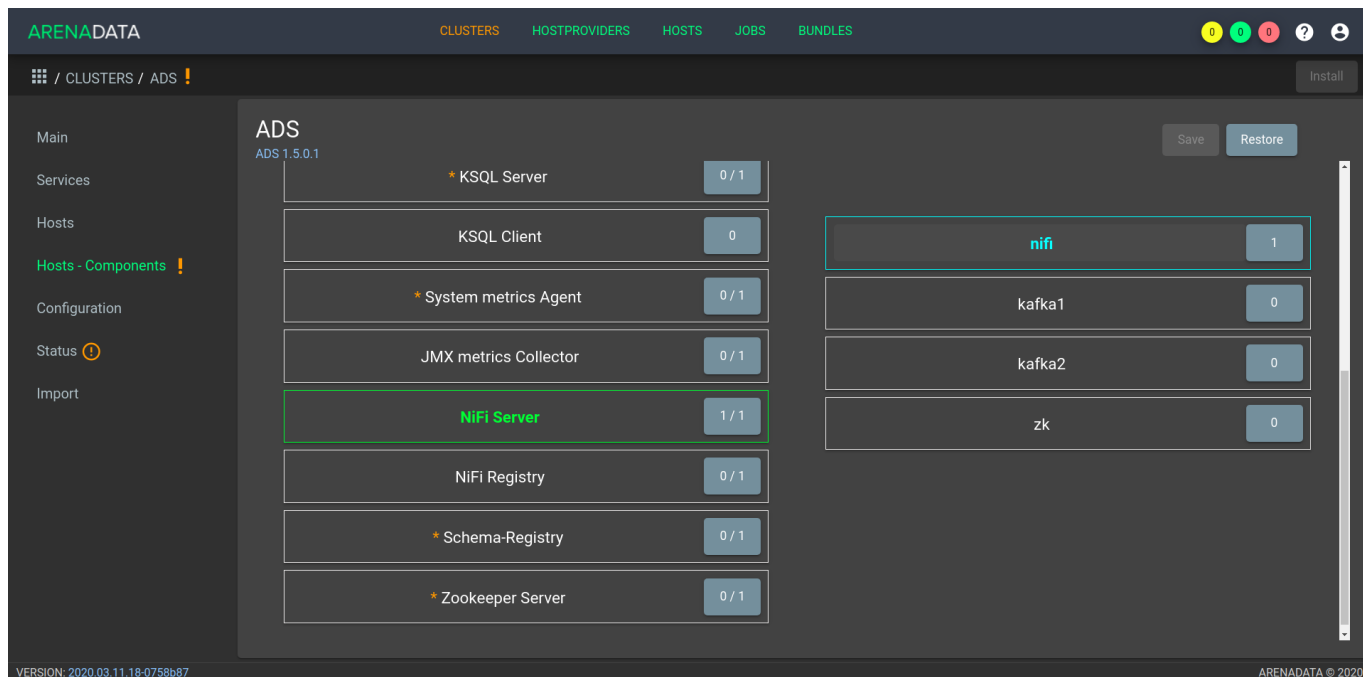 ARENADATA
CLUSTERS HOSTPROVIDERS HOSTS JOBS BUNDLES
0 0 0 ?
/ CLUSTERS / ADS !
Install
Main
Services
Hosts
Hosts - Components !
Configuration
Status !
Import
ADS
ADS 1.5.0.1
Save Restore
* KSQL Server 0 / 1
KSQL Client 0
* System metrics Agent 0 / 1
JMX metrics Collector 0 / 1
NiFi Server 1 / 1
NiFi Registry 0 / 1
* Schema-Registry 0 / 1
* Zookeeper Server 0 / 1
nifi 1
kafka1 0
kafka2 0
zk 0
VERSION: 2020.03.11.18-0758b87
ARENADATA © 2020